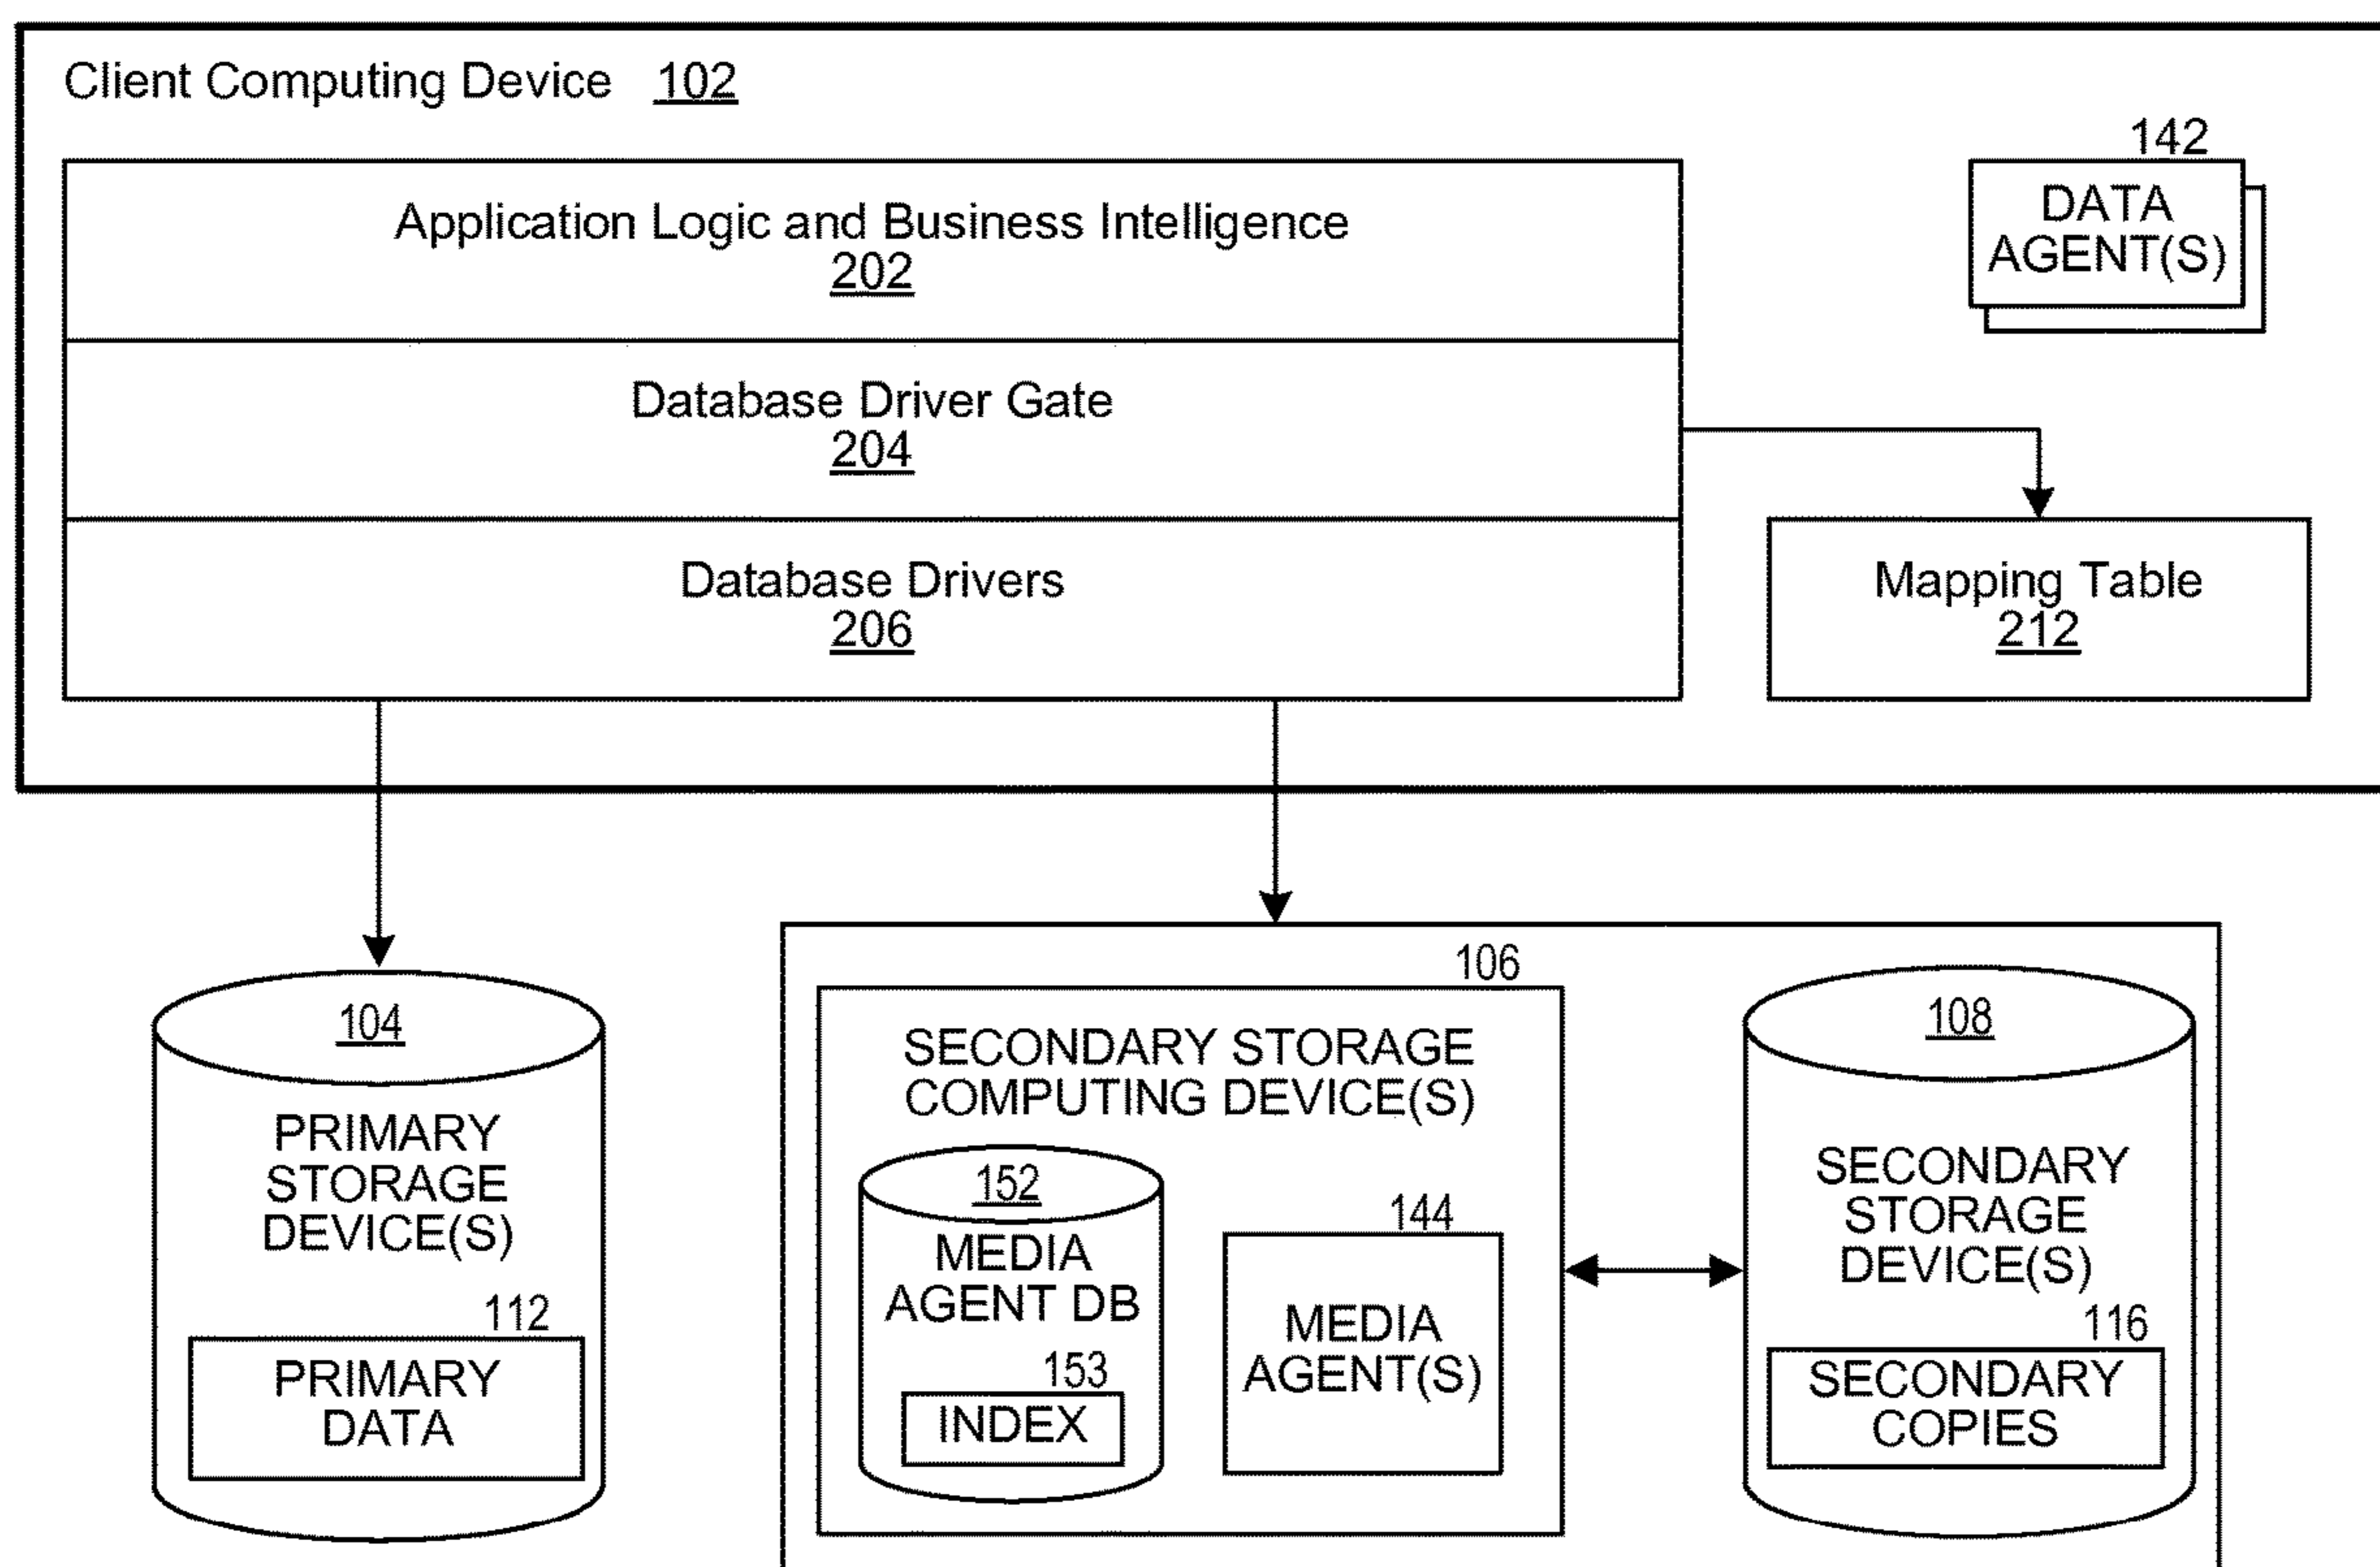 Client Computing Device 102
142
DATA
AGENT(S)
Application Logic and Business Intelligence
202
Database Driver Gate
204
Database Drivers
206
Mapping Table
212
104
PRIMARY
STORAGE
DEVICE(S)
112
PRIMARY
DATA
106
SECONDARY STORAGE
COMPUTING DEVICE(S)
152
MEDIA
AGENT DB
153
INDEX
144
MEDIA
AGENT(S)
108
SECONDARY
STORAGE
DEVICE(S)
116
SECONDARY
COPIES